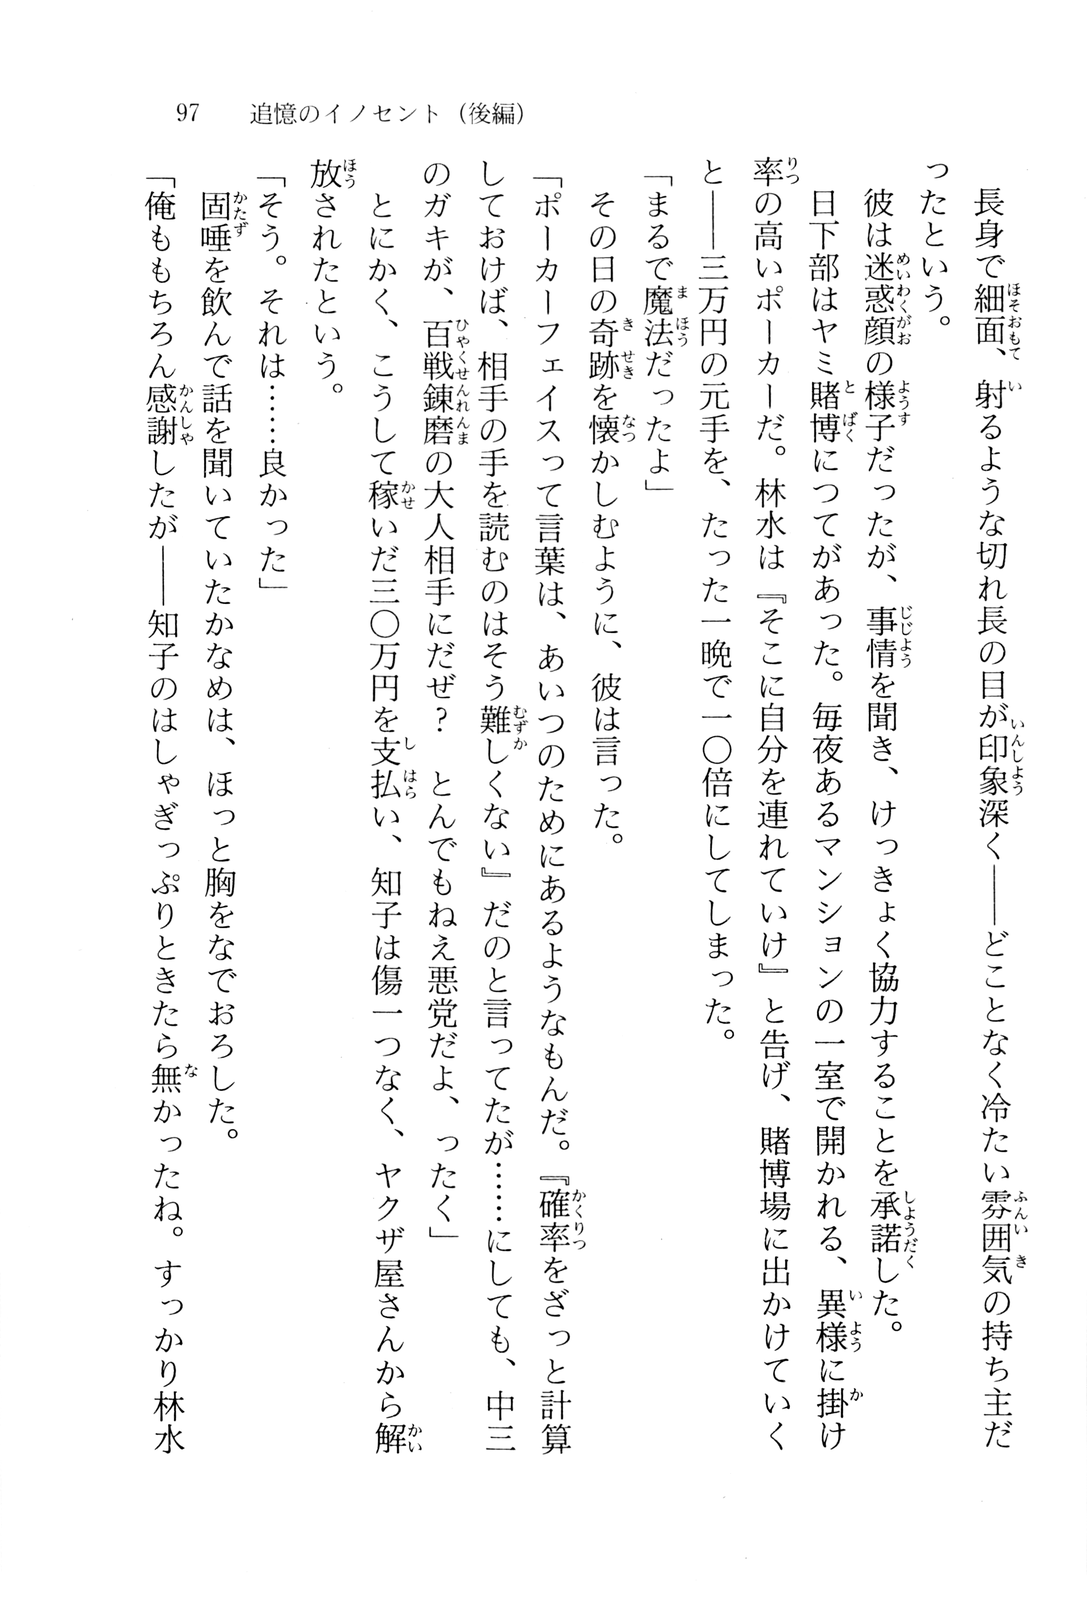 97　追憶のイノセント（後編）
長身で細面、射るような切れ長の目が印象深く――どことなく冷たい雰囲気の持ち主だ
ったという。
彼は迷惑顔の様子だったが、事情を聞き、けっきょく協力することを承諾した。
日下部はヤミ賭博につてがあった。毎夜あるマンションの一室で開かれる、異様に掛け
率の高いポーカーだ。林水は『そこに自分を連れていけ』と告げ、賭博場に出かけていく
と――三万円の元手を、たった一晩で一〇倍にしてしまった。
「まるで魔法だったよ」
その日の奇跡を懐かしむように、彼は言った。
「ポーカーフェイスって言葉は、あいつのためにあるようなもんだ。『確率をざっと計算
しておけば、相手の手を読むのはそう難しくない』だのと言ってたが……にしても、中三
のガキが、百戦錬磨の大人相手にだぜ？　とんでもねえ悪党だよ、ったく」
とにかく、こうして稼いだ三〇万円を支払い、知子は傷一つなく、ヤクザ屋さんから解
放されたという。
「そう。それは……良かった」
固唾を飲んで話を聞いていたかなめは、ほっと胸をなでおろした。
「俺ももちろん感謝したが――知子のはしゃぎっぷりときたら無かったね。すっかり林水